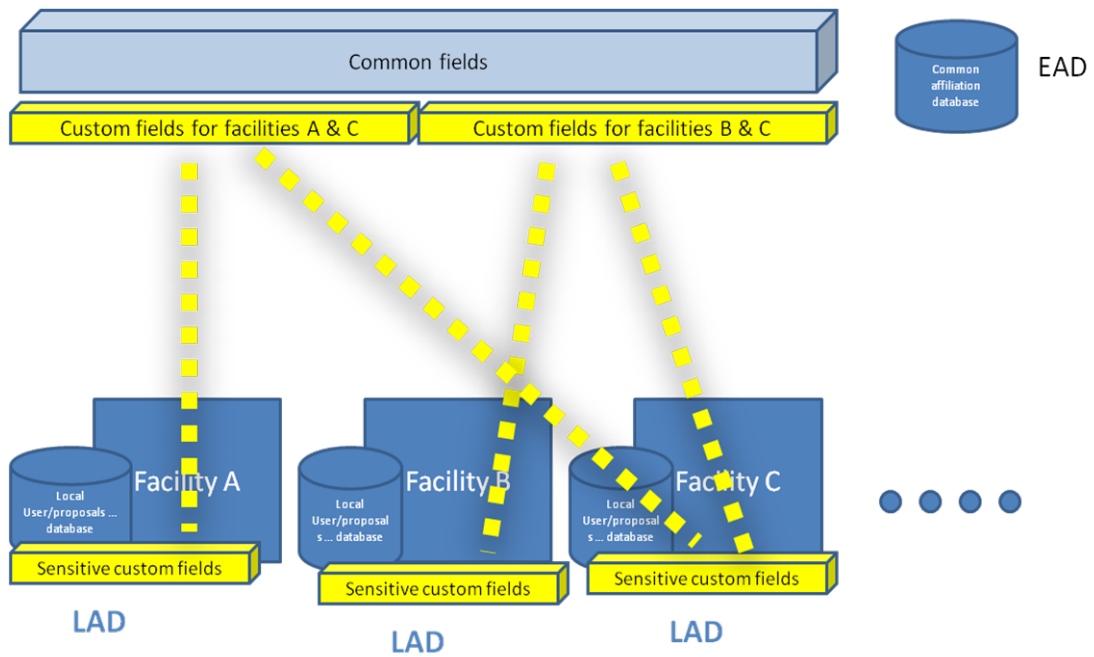 Common fields
Common
affiliation
database
EAD
Custom fields for facilities A & C
Custom fields for facilities B & C
Facility A
Local
User/proposals ...
database
Sensitive custom fields
LAD
Facility B
Local
User/proposal
s ... database
Sensitive custom fields
LAD
Facility C
Local
User/proposal
s ... database
Sensitive custom fields
LAD